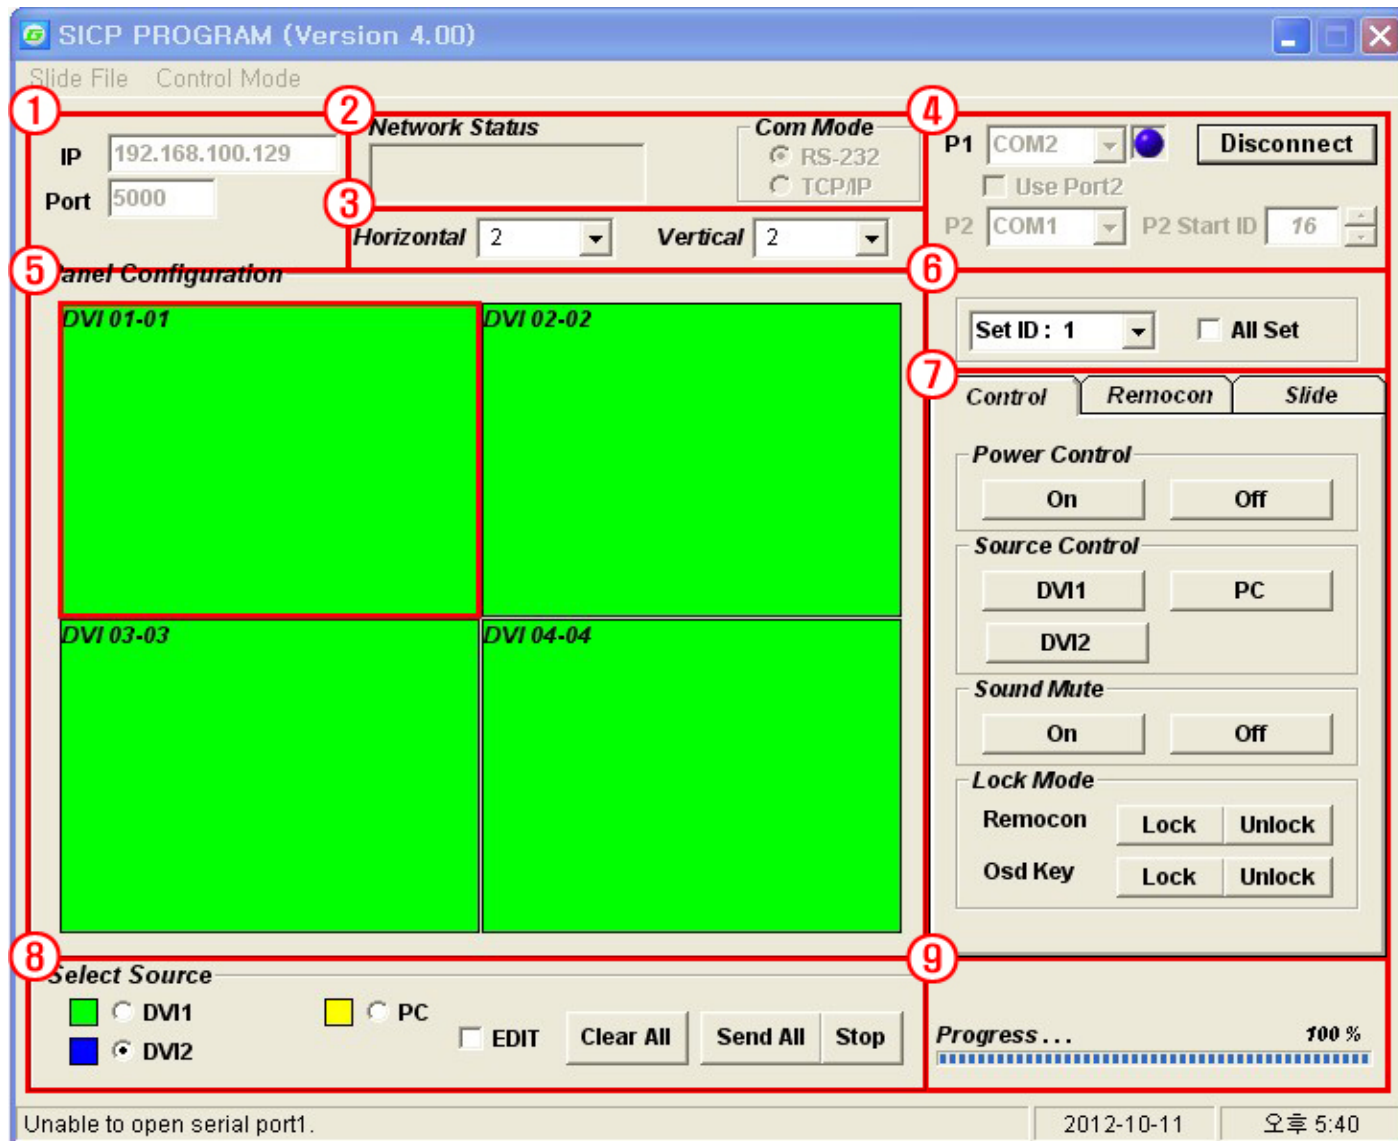 SICP PROGRAM (Version 4.00)
Slide File Control Mode
1
2
4
IP 192.168.100.129
Port 5000
Network Status
Com Mode
RS-232
TCP/IP
P1 COM2 Disconnect
Use Port2
P2 COM1 P2 Start ID 16
3
Horizontal 2 Vertical 2
5
Panel Configuration
DVI 01-01 DVI 02-02
DVI 03-03 DVI 04-04
6
Set ID : 1 All Set
7
Control Remocon Slide
Power Control
On Off
Source Control
DVI1 PC
DVI2
Sound Mute
On Off
Lock Mode
Remocon Lock Unlock
Osd Key Lock Unlock
8
Select Source
DVI1 PC
DVI2
EDIT Clear All Send All Stop
9
Progress... 100 %
Unable to open serial port1. 2012-10-11 오후 5:40